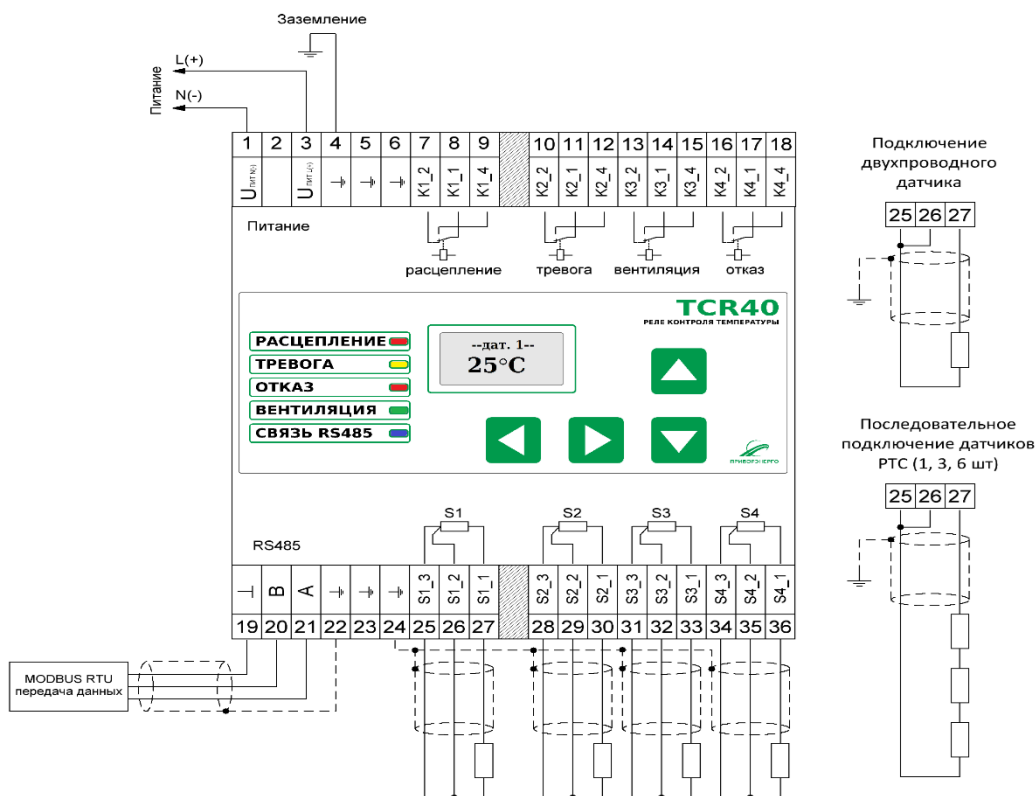 Заземление
L(+)
Питание
N(-)
1 2 3 4 5 6 7 8 9 10 11 12 13 14 15 16 17 18
Uпит N(-) Uпит L(+) K1_2 K1_1 K1_4 K2_2 K2_1 K2_4 K3_2 K3_1 K3_4 K4_2 K4_1 K4_4
Питание
расцепление тревога вентиляция отказ
TCR40
РЕЛЕ КОНТРОЛЯ ТЕМПЕРАТУРЫ
РАСЦЕПЛЕНИЕ
ТРЕВОГА
ОТКАЗ
ВЕНТИЛЯЦИЯ
СВЯЗЬ RS485
--дат. 1--
25°C
ПРИБОРЭНЕРГО
S1 S2 S3 S4
RS485
B A S1_3 S1_2 S1_1 S2_3 S2_2 S2_1 S3_3 S3_2 S3_1 S4_3 S4_2 S4_1
19 20 21 22 23 24 25 26 27 28 29 30 31 32 33 34 35 36
MODBUS RTU
передача данных
Подключение
двухпроводного
датчика
25 26 27
Последовательное
подключение датчиков
РТС (1, 3, 6 шт)
25 26 27